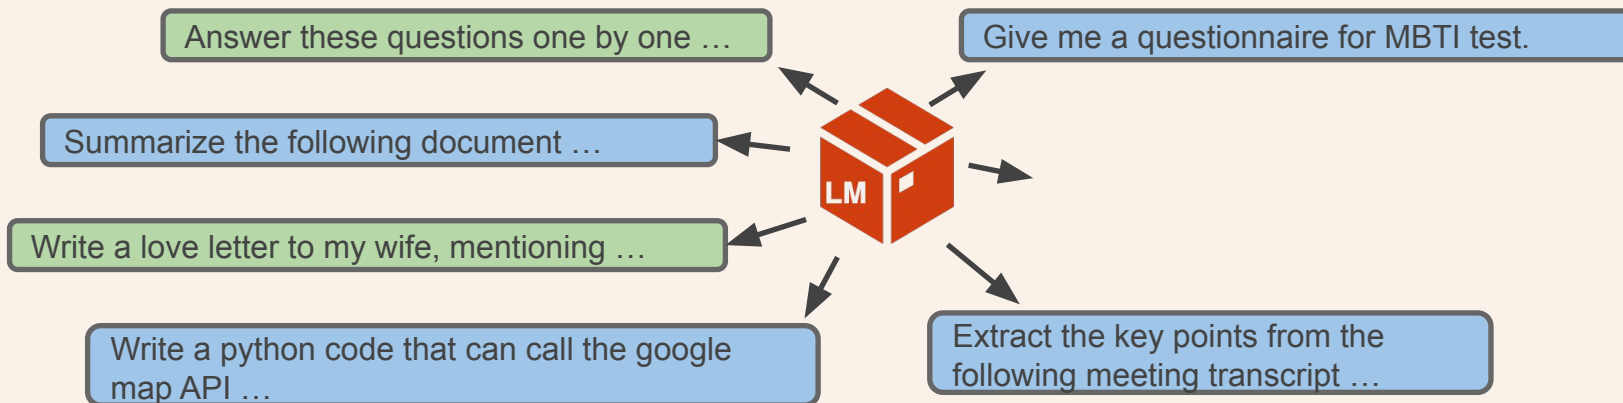 Answer these questions one by one …
Give me a questionnaire for MBTI test.
Summarize the following document …
LM
Write a love letter to my wife, mentioning …
Write a python code that can call the google
map API …
Extract the key points from the
following meeting transcript …